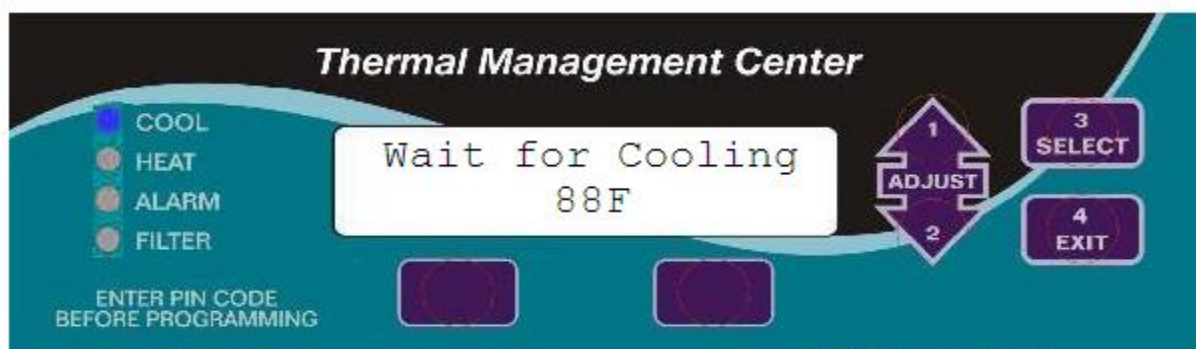 Thermal Management Center
COOL
HEAT
ALARM
FILTER
Wait for Cooling
88F
1
ADJUST
2
3
SELECT
4
EXIT
ENTER PIN CODE
BEFORE PROGRAMMING